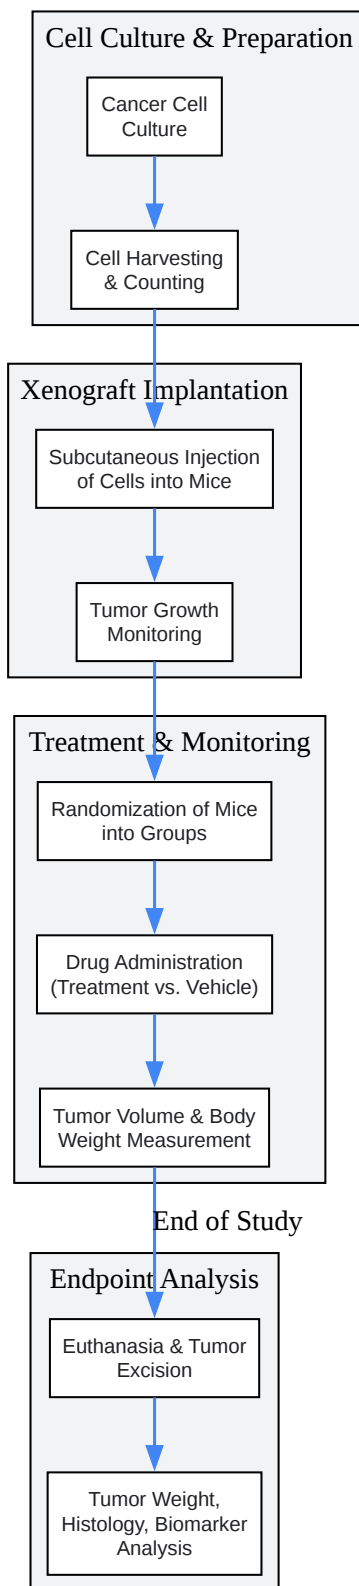 Cell Culture & Preparation
Cancer Cell
Culture
Cell Harvesting
& Counting
Xenograft Implantation
Subcutaneous Injection
of Cells into Mice
Tumor Growth
Monitoring
Treatment & Monitoring
Randomization of Mice
into Groups
Drug Administration
(Treatment vs. Vehicle)
Tumor Volume & Body
Weight Measurement
End of Study
Endpoint Analysis
Euthanasia & Tumor
Excision
Tumor Weight,
Histology, Biomarker
Analysis